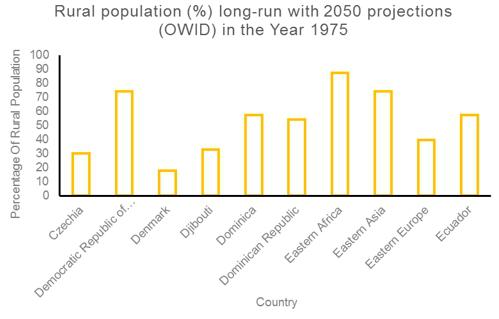 Rural population (%) long-run with 2050 projections
(OWID) in the Year 1975
Percentage Of Rural Population
100
90
80
70
60
50
40
30
20
10
0
Czechia
Democratic Republic of…
Denmark
Djibouti
Dominica
Dominican Republic
Eastern Africa
Eastern Asia
Eastern Europe
Ecuador
Country